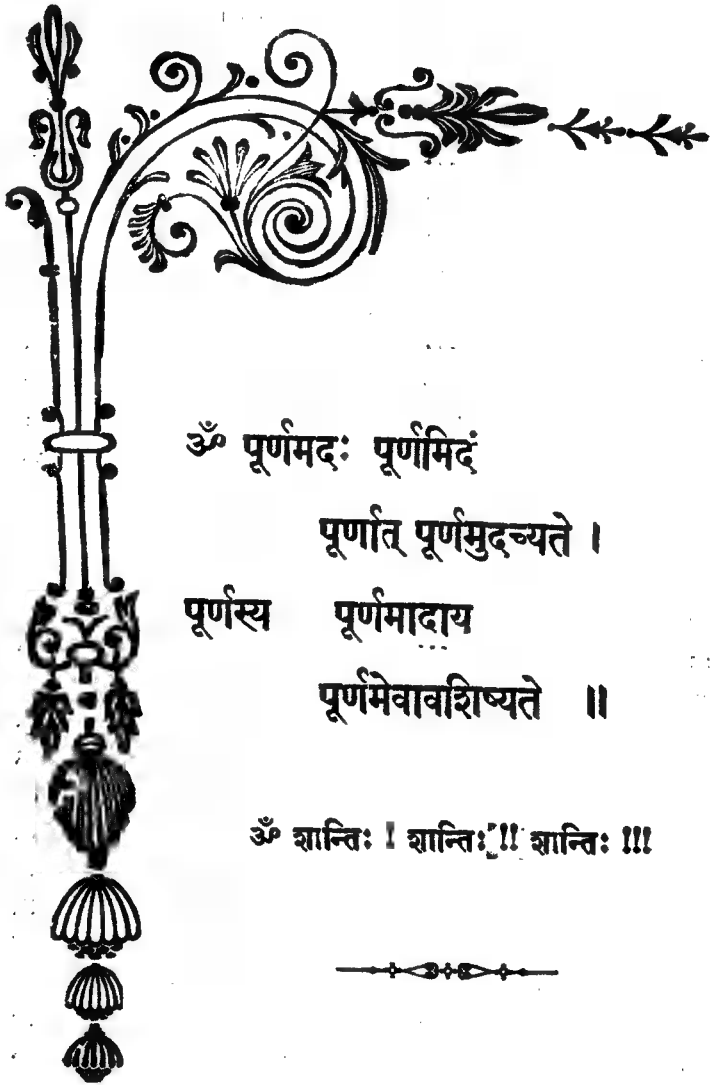 ॐ पूर्णमदः पूर्णमिदं
पूर्णात् पूर्णमुदच्यते ।
पूर्णस्य पूर्णमादाय
पूर्णमेवावशिष्यते ॥
ॐ शान्तिः ! शान्तिः !! शान्तिः !!!